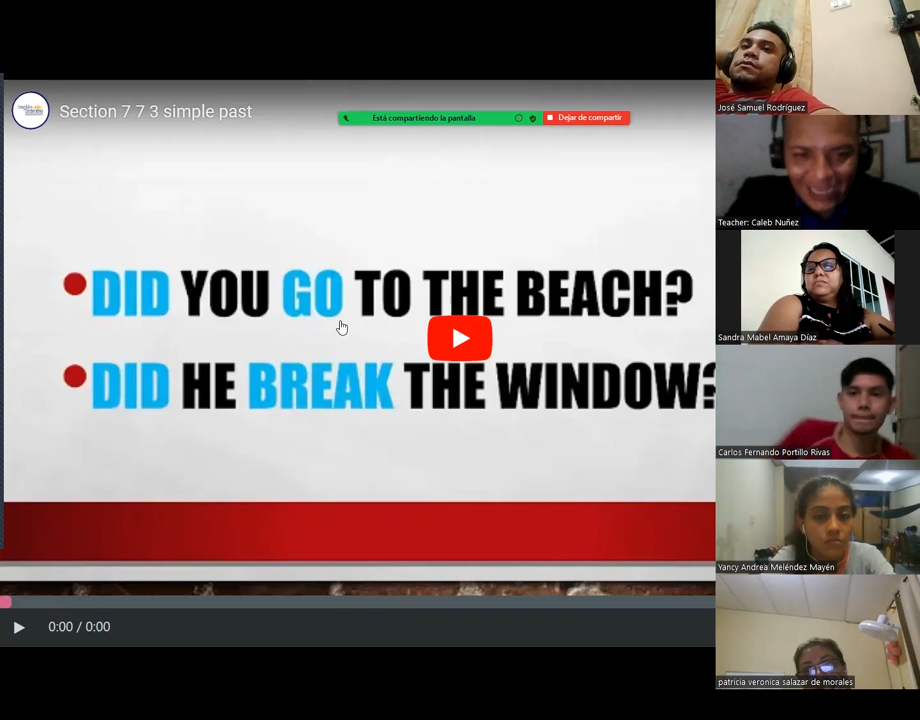 Section 7 7 3 simple past
Está compartiendo la pantalla
Dejar de compartir
DID YOU GO TO THE BEACH?
DID HE BREAK THE WINDOW?
0:00 / 0:00
José Samuel Rodríguez
Teacher: Caleb Nuñez
Sandra Mabel Amaya Díaz
Carlos Fernando Portillo Rivas
Yancy Andrea Meléndez Mayén
patricia veronica salazar de morales